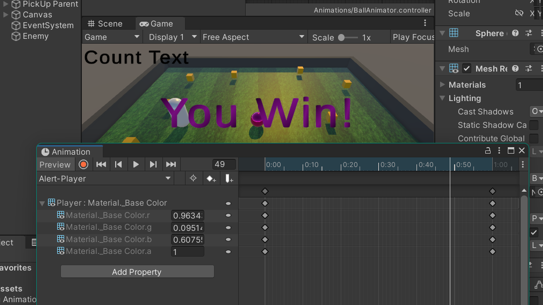 PickUp Parent
Canvas
EventSystem
Enemy
Animations/BallAnimator.controller
Scene
Game
Game
Display 1
Free Aspect
Scale
1x
Play Focus
Count Text
You Win!
Scale
Sphere
Mesh
Mesh Re
Materials
1
Lighting
Cast Shadows
Static Shadow Ca
Contribute Global
Animation
Preview
49
0:00
0:10
0:20
0:30
0:40
0:50
1:00
Alert-Player
Player : Material._Base Color
Material._Base Color.r
0.9634
Material._Base Color.g
0.0951
Material._Base Color.b
0.6075
Material._Base Color.a
1
Add Property
ect
avorites
ssets
Animatio